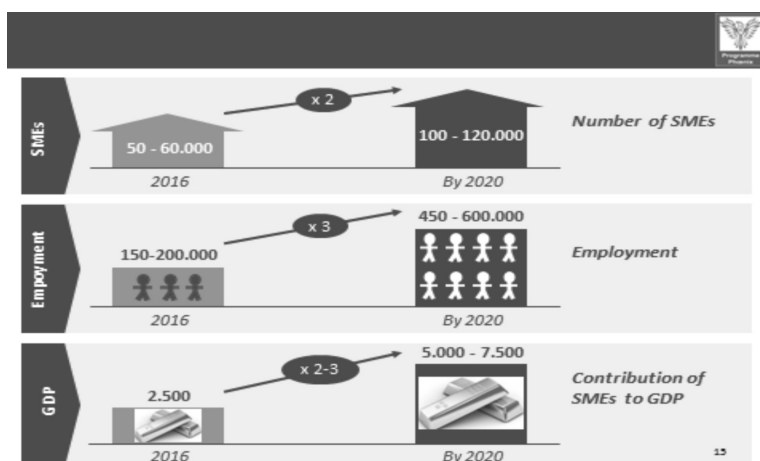 Programme
Phoenix
SMEs
50 - 60.000
2016
x 2
100 - 120.000
By 2020
Number of SMEs
Empoyment
150-200.000
2016
x 3
450 - 600.000
By 2020
Employment
GDP
2.500
2016
x 2-3
5.000 - 7.500
By 2020
Contribution of
SMEs to GDP
15